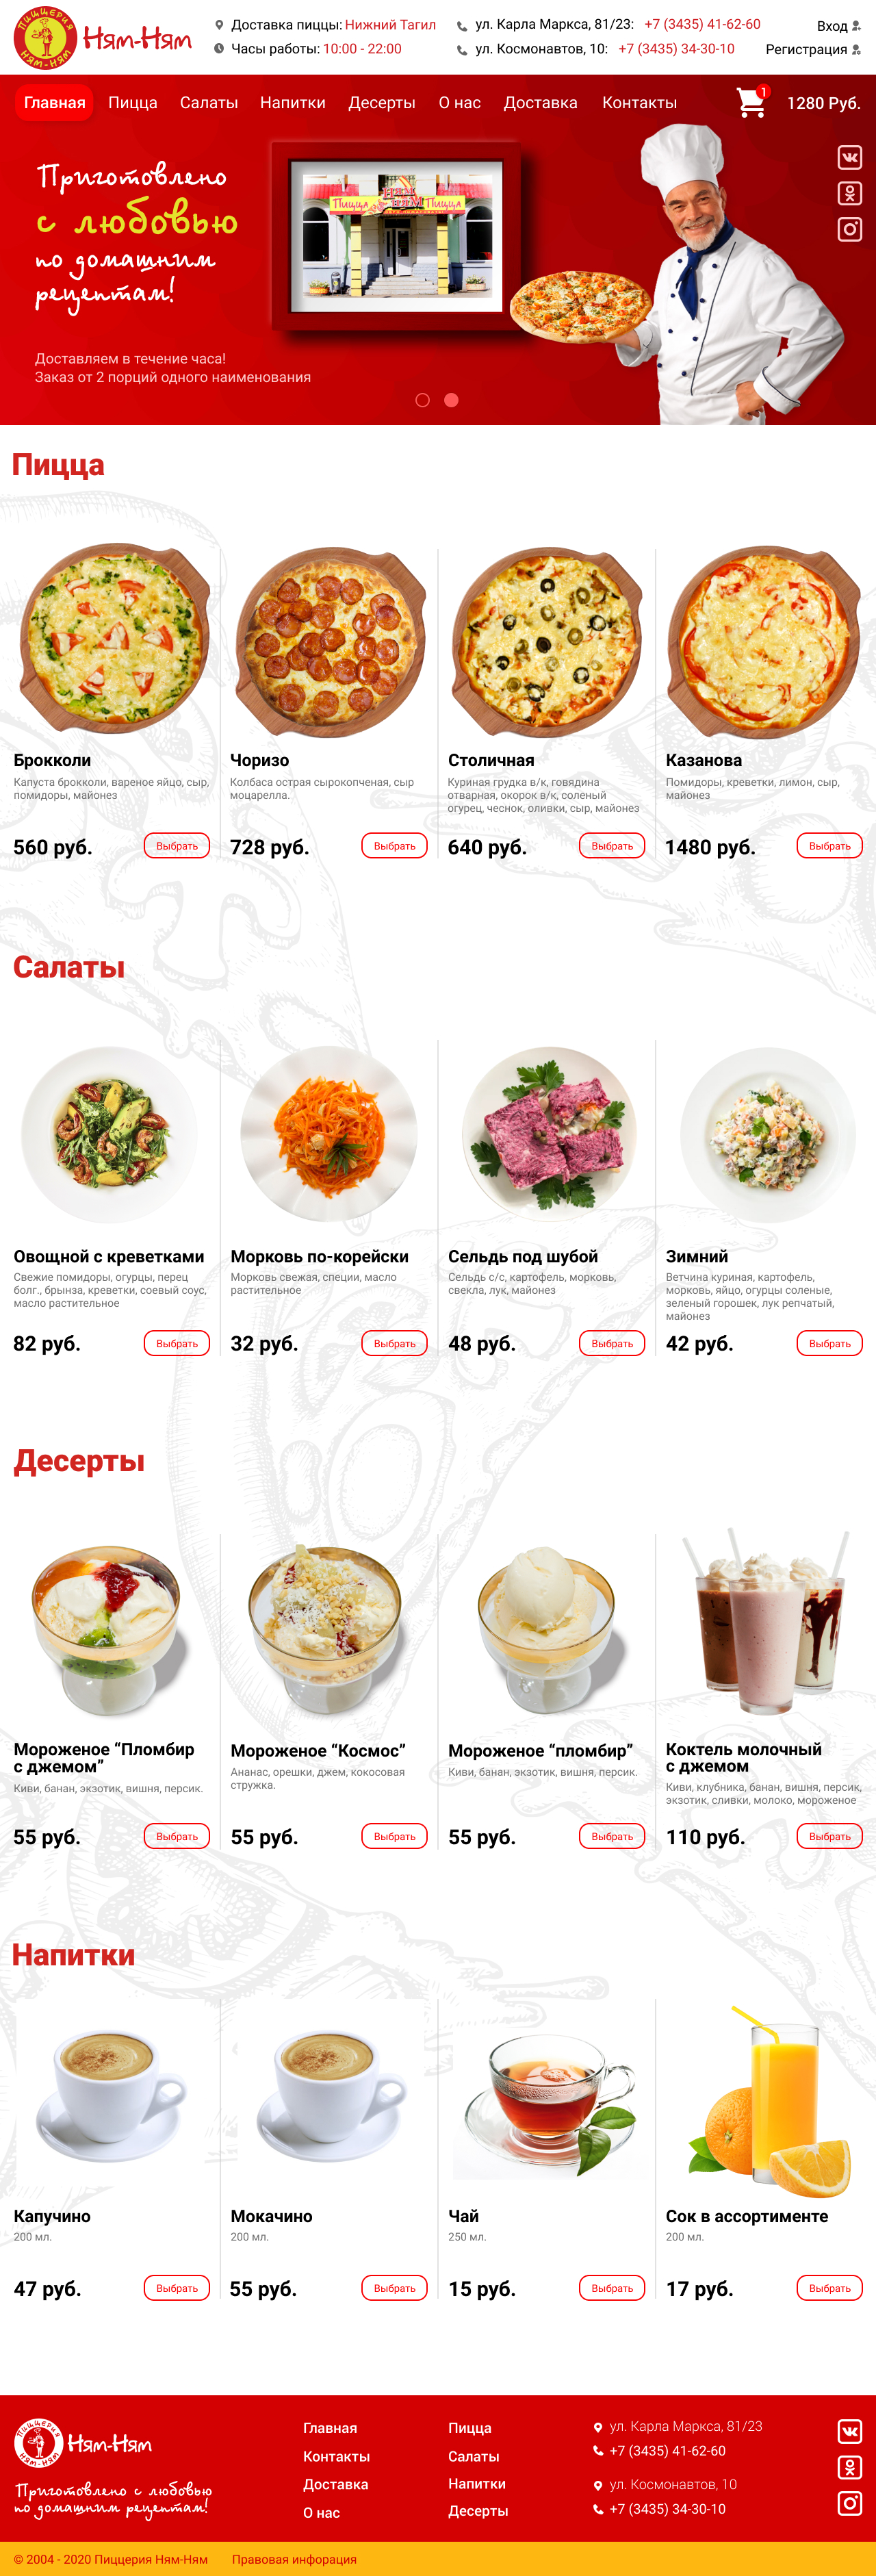 ПИЦЦЕРИЯ
НЯМ-НЯМ
Ням-Ням
Доставка пиццы: Нижний Тагил
Часы работы: 10:00 - 22:00
ул. Карла Маркса, 81/23: +7 (3435) 41-62-60
ул. Космонавтов, 10: +7 (3435) 34-30-10
Вход
Регистрация
Главная Пицца Салаты Напитки Десерты О нас Доставка Контакты 1 1280 Руб.
Приготовлено
с любовью
по домашним
рецептам!
Пицца НЯМ НЯМ Пицца
Доставляем в течение часа!
Заказ от 2 порций одного наименования
Пицца
Брокколи
Капуста брокколи, вареное яйцо, сыр,
помидоры, майонез
560 руб. Выбрать
Чоризо
Колбаса острая сырокопченая, сыр
моцарелла.
728 руб. Выбрать
Столичная
Куриная грудка в/к, говядина
отварная, окорок в/к, соленый
огурец, чеснок, оливки, сыр, майонез
640 руб. Выбрать
Казанова
Помидоры, креветки, лимон, сыр,
майонез
1480 руб. Выбрать
Салаты
Овощной с креветками
Свежие помидоры, огурцы, перец
болг., брынза, креветки, соевый соус,
масло растительное
82 руб. Выбрать
Морковь по-корейски
Морковь свежая, специи, масло
растительное
32 руб. Выбрать
Сельдь под шубой
Сельдь с/с, картофель, морковь,
свекла, лук, майонез
48 руб. Выбрать
Зимний
Ветчина куриная, картофель,
морковь, яйцо, огурцы соленые,
зеленый горошек, лук репчатый,
майонез
42 руб. Выбрать
Десерты
Мороженое “Пломбир
с джемом”
Киви, банан, экзотик, вишня, персик.
55 руб. Выбрать
Мороженое “Космос”
Ананас, орешки, джем, кокосовая
стружка.
55 руб. Выбрать
Мороженое “пломбир”
Киви, банан, экзотик, вишня, персик.
55 руб. Выбрать
Коктель молочный
с джемом
Киви, клубника, банан, вишня, персик,
экзотик, сливки, молоко, мороженое
110 руб. Выбрать
Напитки
Капучино
200 мл.
47 руб. Выбрать
Мокачино
200 мл.
55 руб. Выбрать
Чай
250 мл.
15 руб. Выбрать
Сок в ассортименте
200 мл.
17 руб. Выбрать
ПИЦЦЕРИЯ
НЯМ-НЯМ
Ням-Ням
Приготовлено с любовью
по домашним рецептам!
Главная
Контакты
Доставка
О нас
Пицца
Салаты
Напитки
Десерты
ул. Карла Маркса, 81/23
+7 (3435) 41-62-60
ул. Космонавтов, 10
+7 (3435) 34-30-10
© 2004 - 2020 Пиццерия Ням-Ням Правовая инфорация